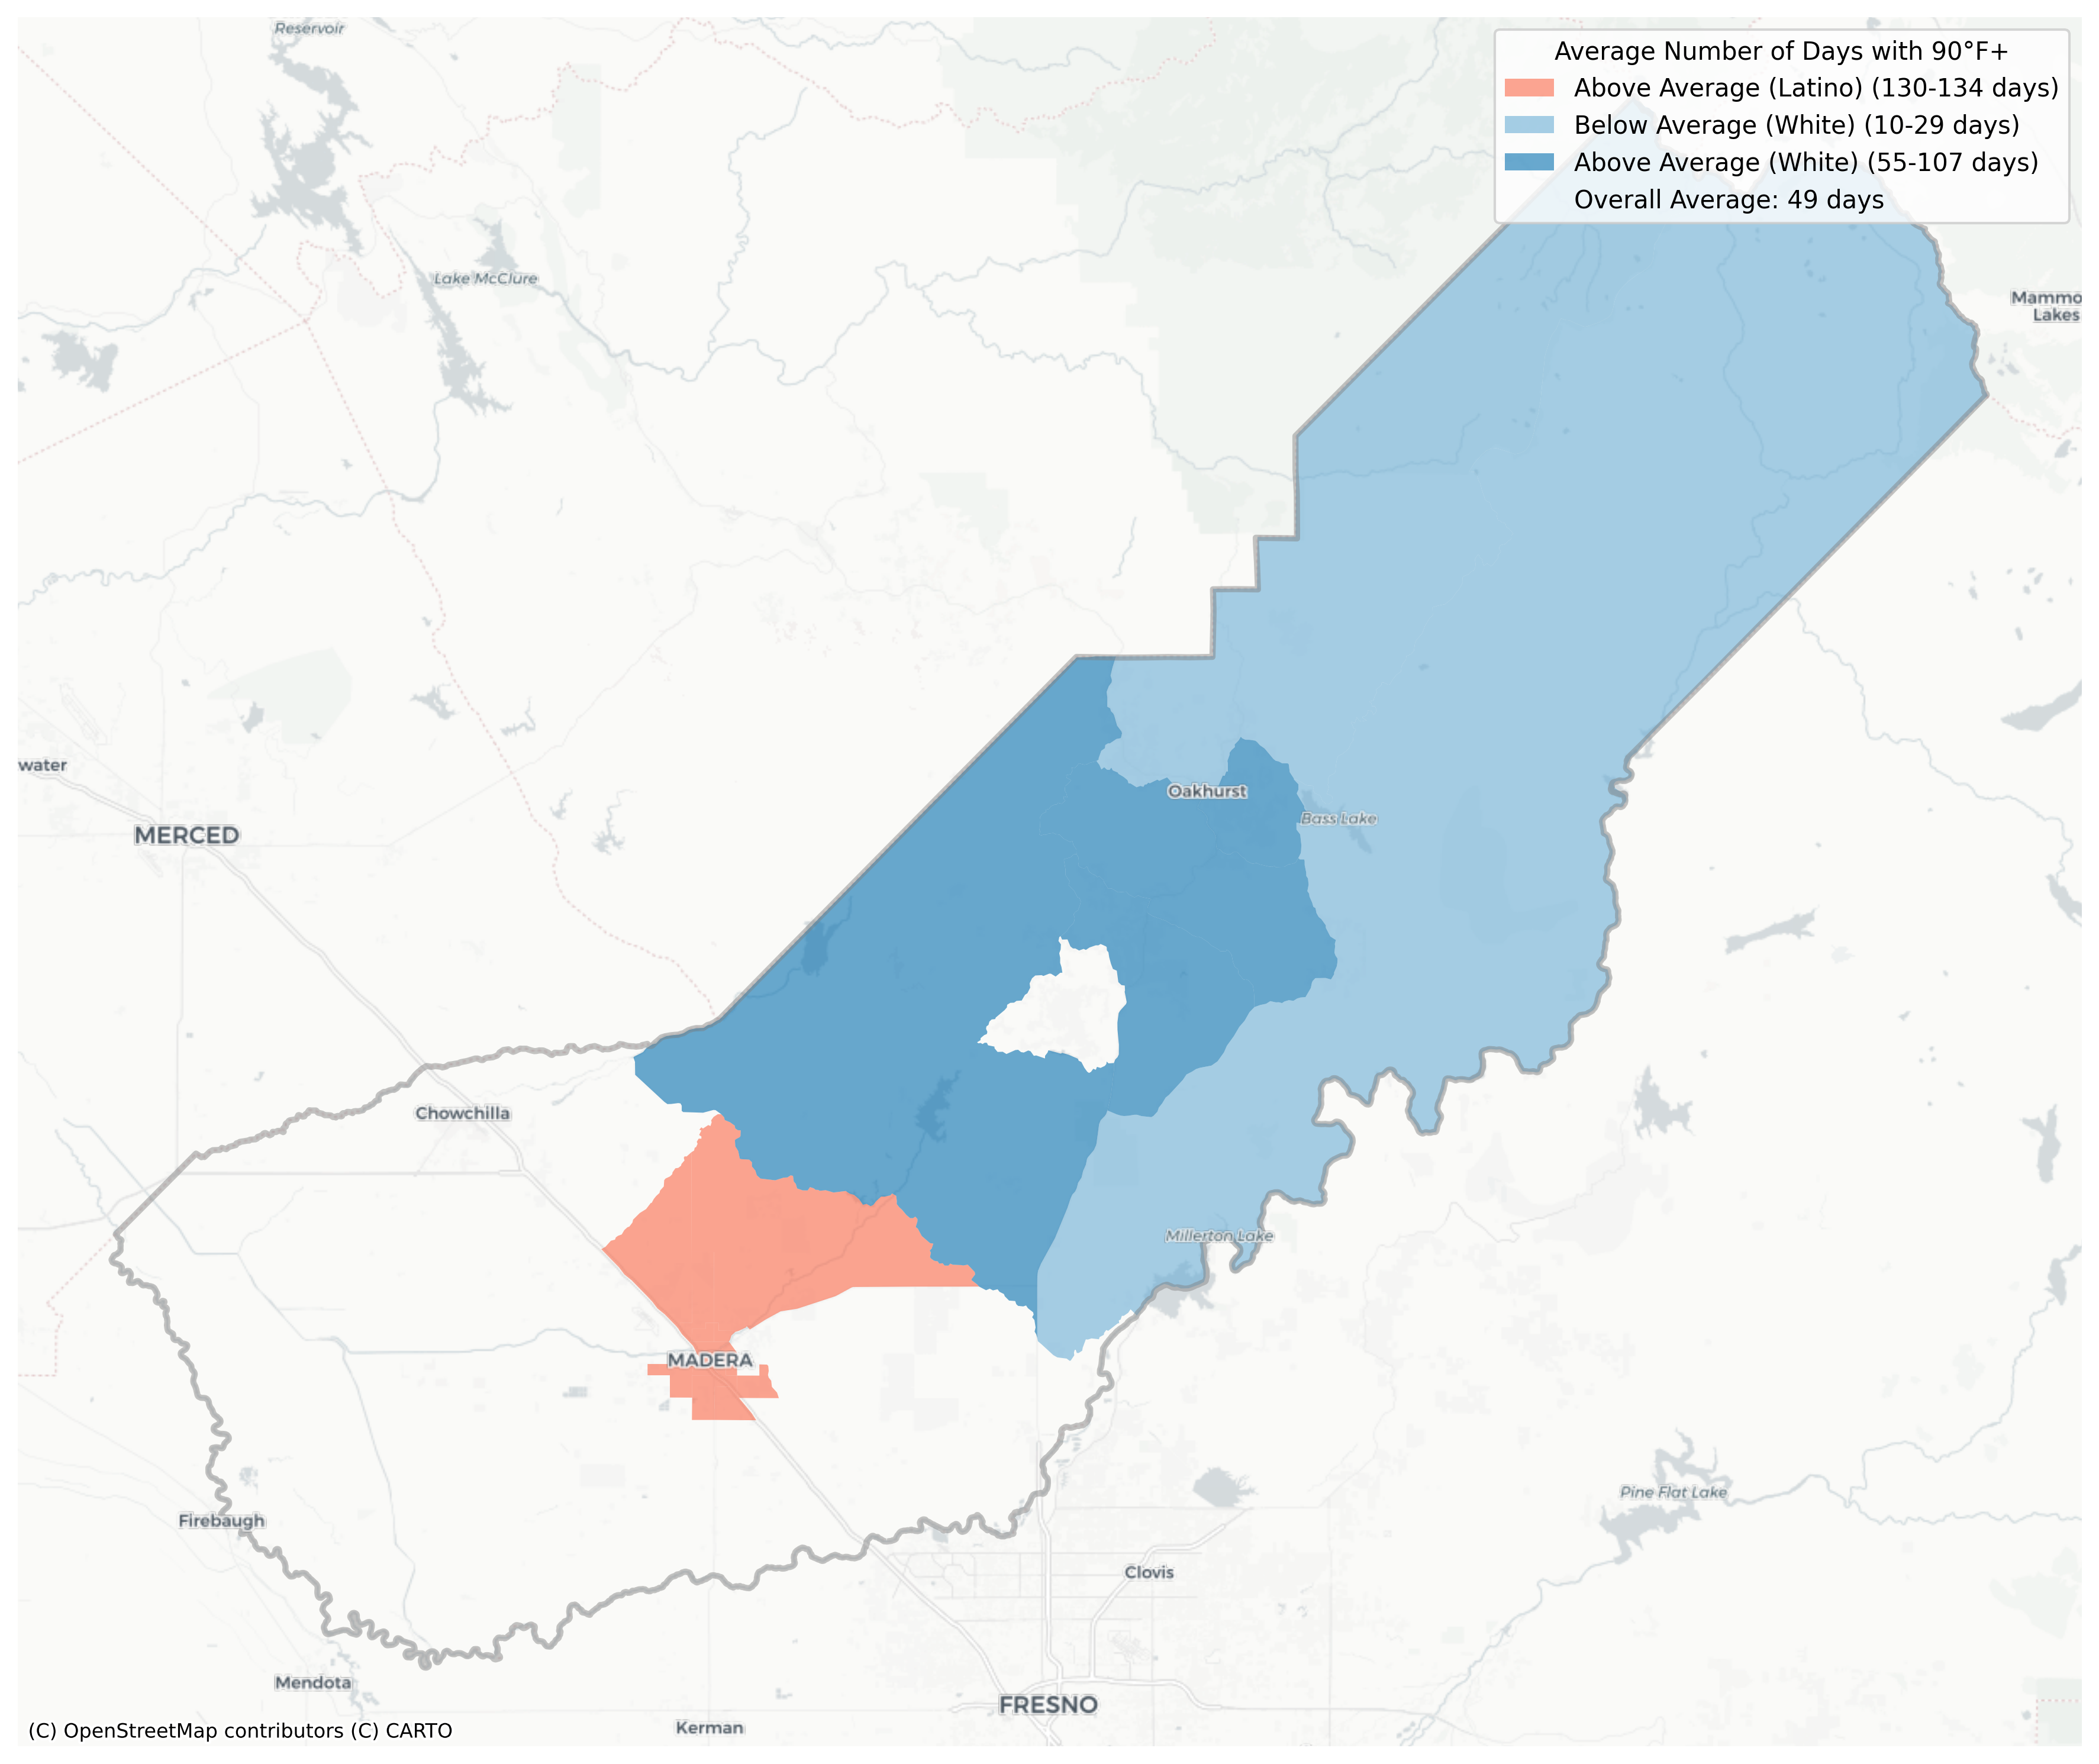 Reservoir
Average Number of Days with 90°F+
Above Average (Latino) (130-134 days)
Below Average (White) (10-29 days)
Above Average (White) (55-107 days)
Overall Average: 49 days
Lake McClure
Mammo
Lakes
water
Oakhurst
Bass Lake
MERCED
Chowchilla
Millerton Lake
MADERA
Pine Flat Lake
Firebaugh
Clovis
Mendota
FRESNO
Kerman
(C) OpenStreetMap contributors (C) CARTO